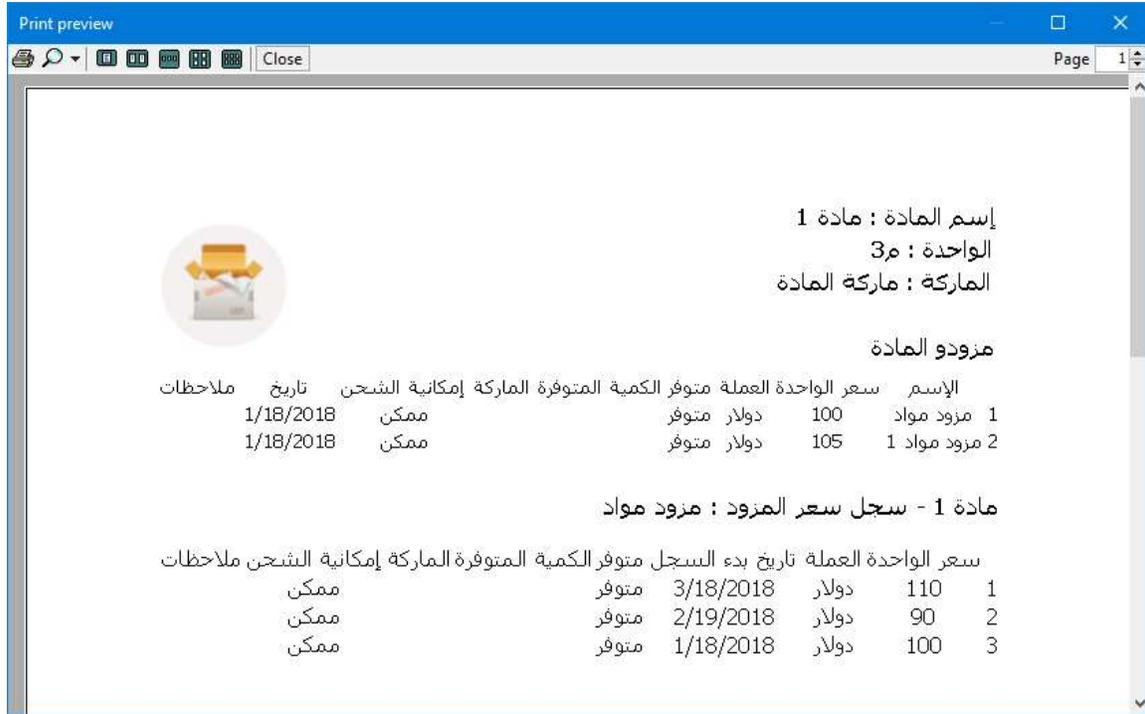 Print preview
Close
Page 1
إسم المادة : مادة 1
الواحدة : م3
الماركة : ماركة المادة
مزودو المادة
الإسم سعر الواحدة العملة متوفر الكمية المتوفرة الماركة إمكانية الشحن تاريخ ملاحظات
1 مزود مواد 100 دولار متوفر ممكن 1/18/2018
2 مزود مواد 1 105 دولار متوفر ممكن 1/18/2018
مادة 1 - سجل سعر المزود : مزود مواد
سعر الواحدة العملة تاريخ بدء السجل متوفر الكمية المتوفرة الماركة إمكانية الشحن ملاحظات
1 110 دولار 3/18/2018 متوفر ممكن
2 90 دولار 2/19/2018 متوفر ممكن
3 100 دولار 1/18/2018 متوفر ممكن